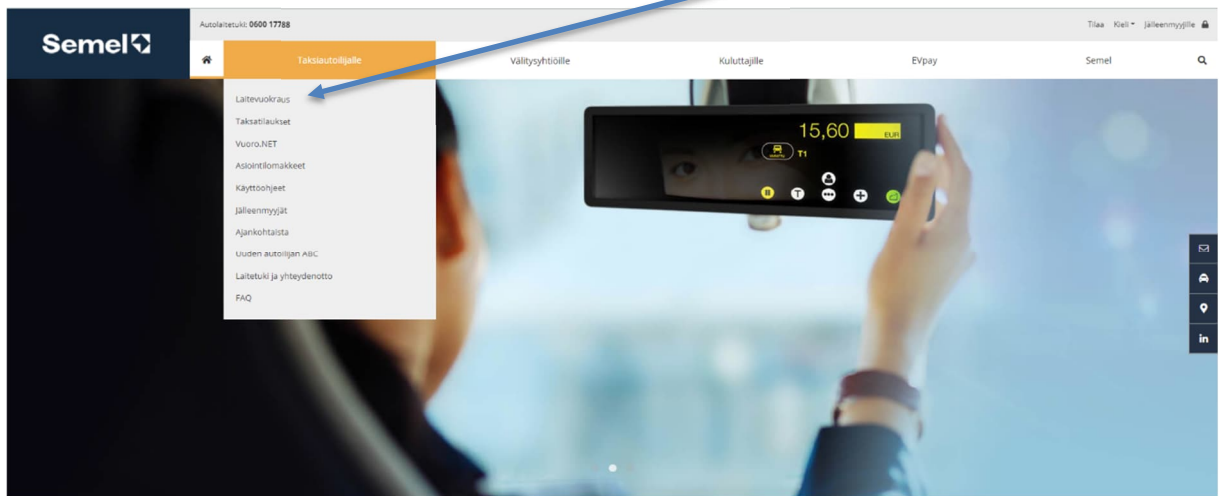 Autolaitetuki: 0600 17788
Tilaa Kieli Jälleenmyyjille
Semel
Taksiautoilijalle Välitysyhtiöille Kuluttajille EVpay Semel
Laitevuokraus
Taksatilaukset
Vuoro.NET
Asiointilomakkeet
Käyttöohjeet
Jälleenmyyjät
Ajankohtaista
Uuden autoilijan ABC
Laitetuki ja yhteydenotto
FAQ
15,60 EUR
T1
T
in